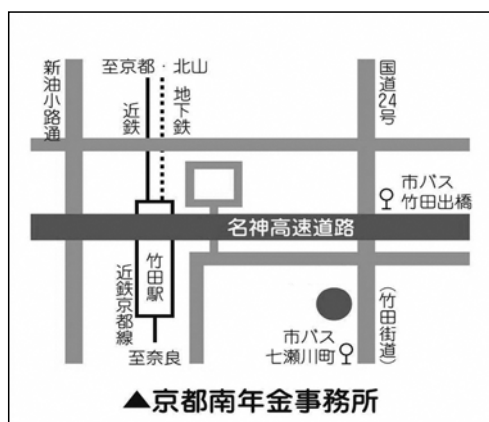 新油小路通
至京都・北山
近鉄
地下鉄
国道24号
市バス
竹田出橋
名神高速道路
竹田駅
近鉄京都線
至奈良
市バス
七瀬川町
(竹田街道)
▲京都南年金事務所